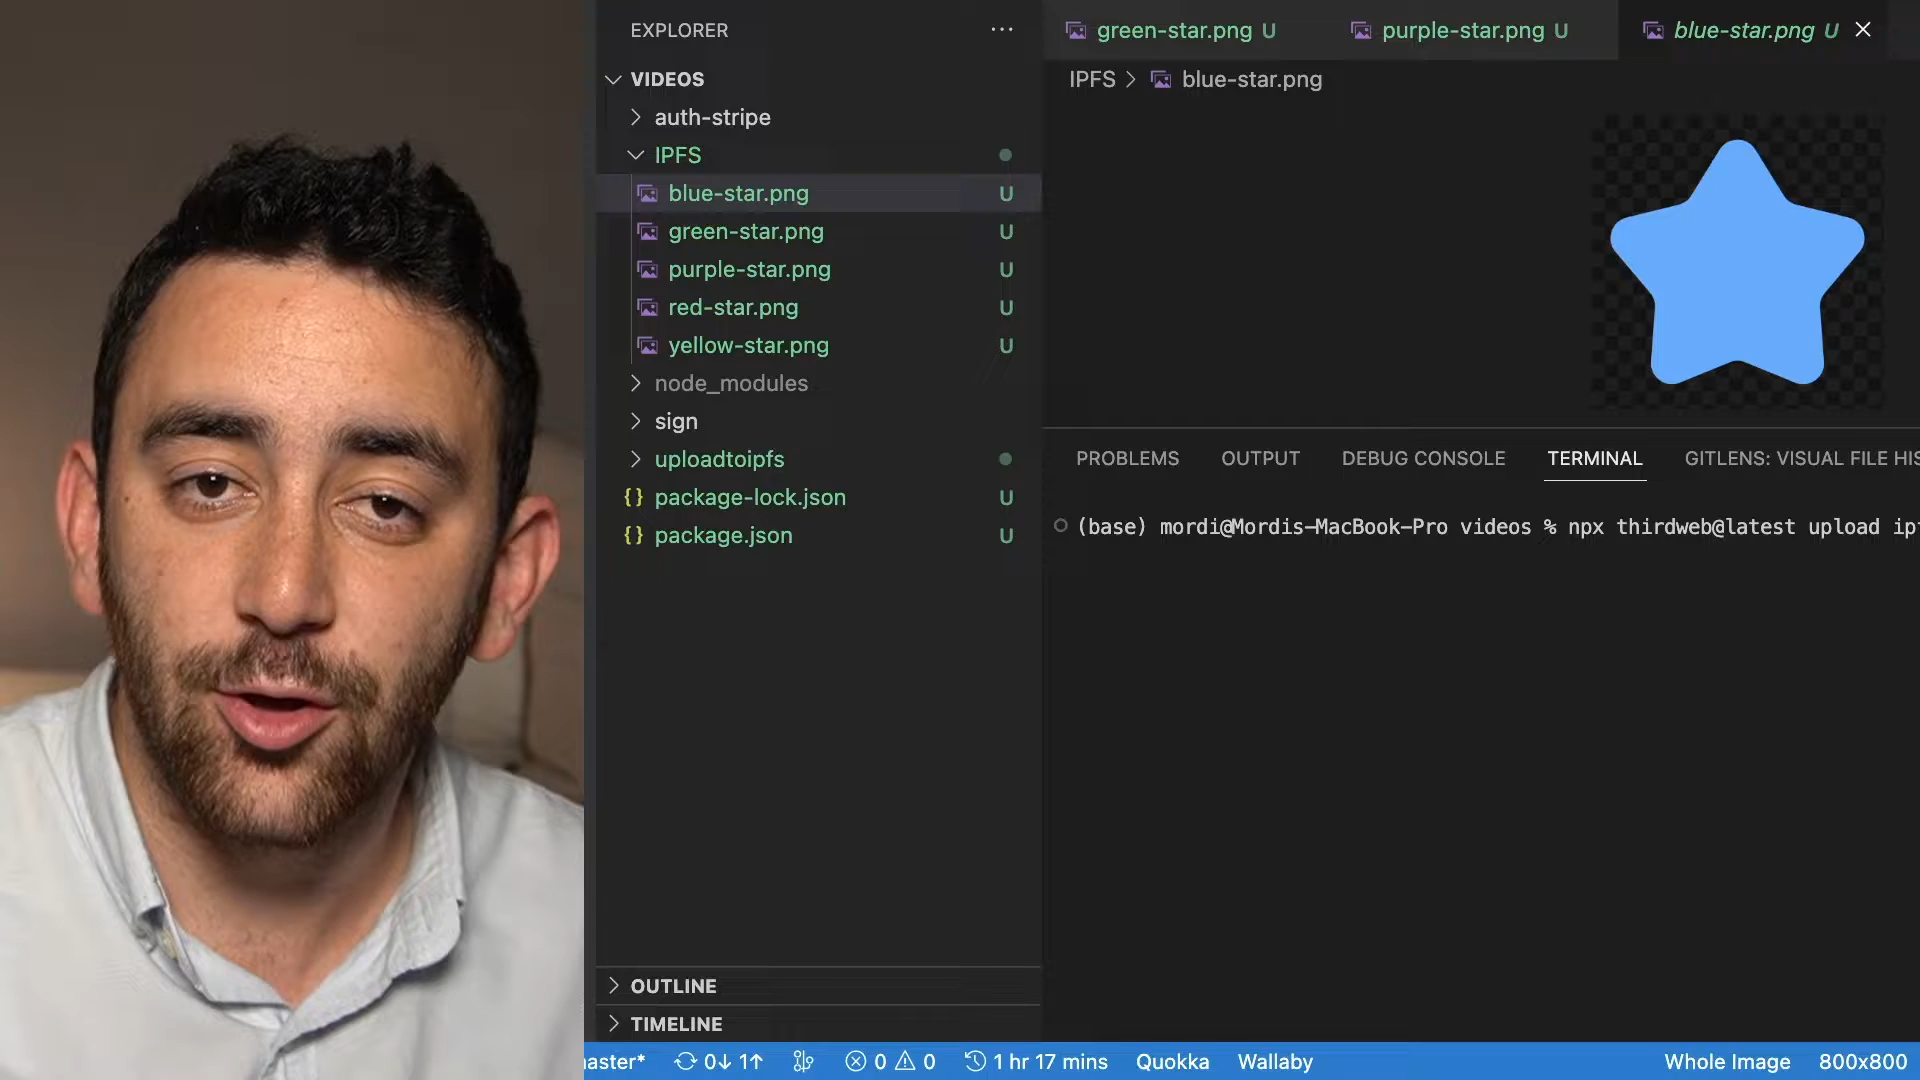 EXPLORER
VIDEOS
auth-stripe
IPFS
blue-star.png U
green-star.png U
purple-star.png U
red-star.png U
yellow-star.png U
node_modules
sign
uploadtoipfs
{} package-lock.json U
{} package.json U
OUTLINE
TIMELINE
green-star.png U purple-star.png U blue-star.png U
IPFS > blue-star.png
PROBLEMS OUTPUT DEBUG CONSOLE TERMINAL GITLENS: VISUAL FILE HIS
(base) mordi@Mordis-MacBook-Pro videos % npx thirdweb@latest upload ip
aster* 0↓ 1↑ 0 0 1 hr 17 mins Quokka Wallaby Whole Image 800x800